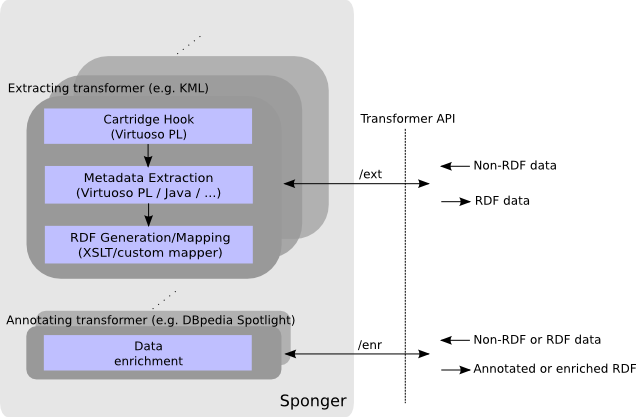 Extracting transformer (e.g. KML)
Cartridge Hook
(Virtuoso PL)
Transformer API
Metadata Extraction
(Virtuoso PL / Java / ...)
/ext
Non-RDF data
RDF data
RDF Generation/Mapping
(XSLT/custom mapper)
Annotating transformer (e.g. DBpedia Spotlight)
Data
enrichment
/enr
Non-RDF or RDF data
Annotated or enriched RDF
Sponger